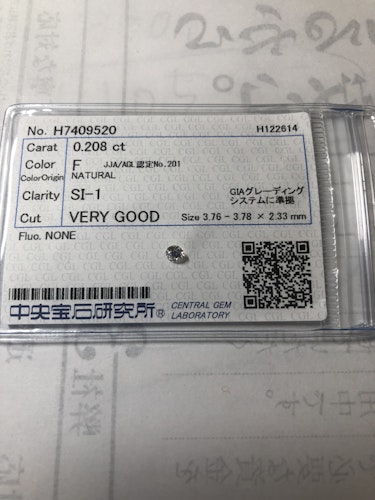 No. H7409520 H122614
Carat 0.208 ct
Color F JJA/AGL認定No.201
ColorOrigin NATURAL
Clarity SI-1 GIAグレーディング
システムに準拠
Cut VERY GOOD Size 3.76 - 3.78 × 2.33 mm
Fluo. NONE
中央宝石研究所® CENTRAL GEM
LABORATORY